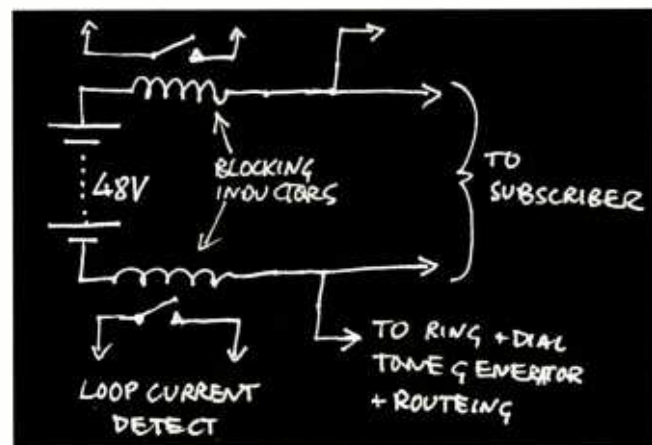 48V
BLOCKING
INDUCTORS
TO
SUBSCRIBER
TO RING + DIAL
TONE GENERATOR
+ ROUTEING
LOOP CURRENT
DETECT